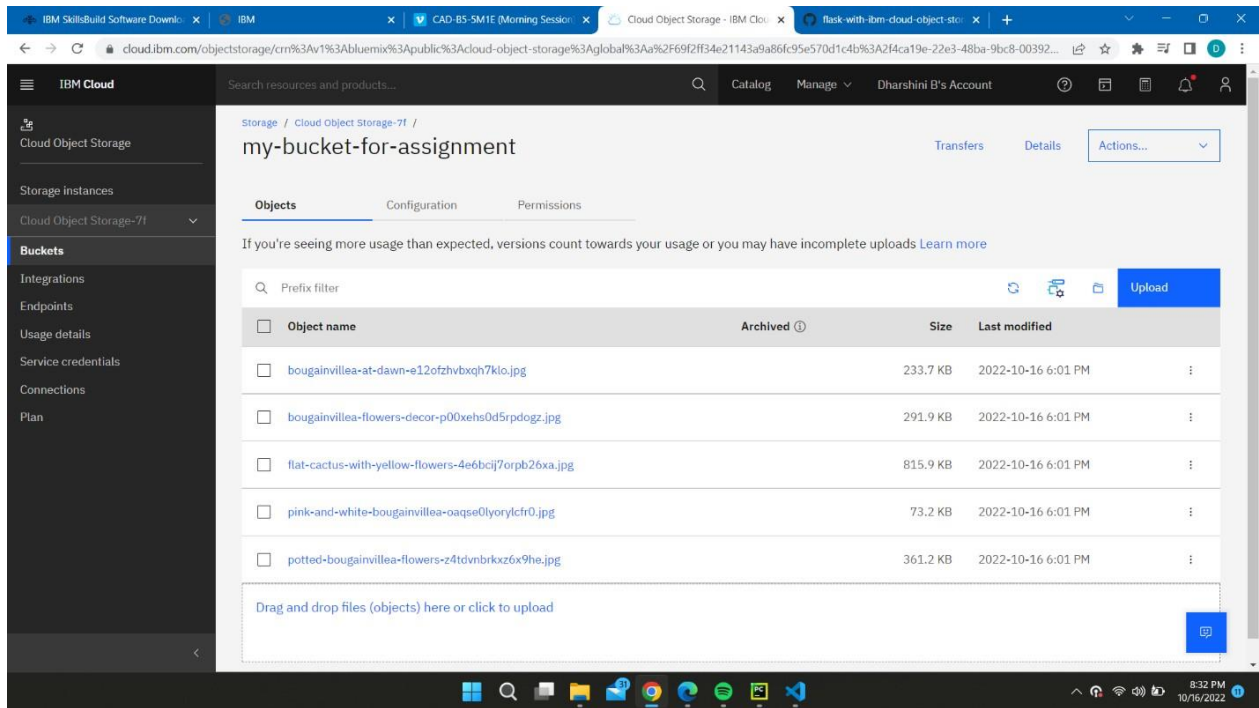 IBM SkillsBuild Software Downlo
IBM
CAD-B5-5M1E (Morning Session
Cloud Object Storage - IBM Clou
flask-with-ibm-cloud-object-stor
cloud.ibm.com/objectstorage/crn%3Av1%3Abluemix%3Apublic%3Acloud-object-storage%3Aglobal%3Aa%2F69f2ff34e21143a9a86fc95e570d1c4b%3A2f4ca19e-22e3-48ba-9bc8-00392...
D
IBM Cloud
Search resources and products...
Catalog
Manage
Dharshini B's Account
Cloud Object Storage
Storage instances
Cloud Object Storage-7f
Buckets
Integrations
Endpoints
Usage details
Service credentials
Connections
Plan
Storage / Cloud Object Storage-7f /
my-bucket-for-assignment
Transfers
Details
Actions...
Objects
Configuration
Permissions
If you're seeing more usage than expected, versions count towards your usage or you may have incomplete uploads Learn more
Prefix filter
Upload
Object name Archived Size Last modified
bougainvillea-at-dawn-e12ofzhvbxqh7klo.jpg 233.7 KB 2022-10-16 6:01 PM
bougainvillea-flowers-decor-p00xehs0d5rpdogz.jpg 291.9 KB 2022-10-16 6:01 PM
flat-cactus-with-yellow-flowers-4e6bcij7orpb26xa.jpg 815.9 KB 2022-10-16 6:01 PM
pink-and-white-bougainvillea-oaqse0lyorylcfr0.jpg 73.2 KB 2022-10-16 6:01 PM
potted-bougainvillea-flowers-z4tdvnbrkxz6x9he.jpg 361.2 KB 2022-10-16 6:01 PM
Drag and drop files (objects) here or click to upload
31
PC
8:32 PM
10/16/2022
11